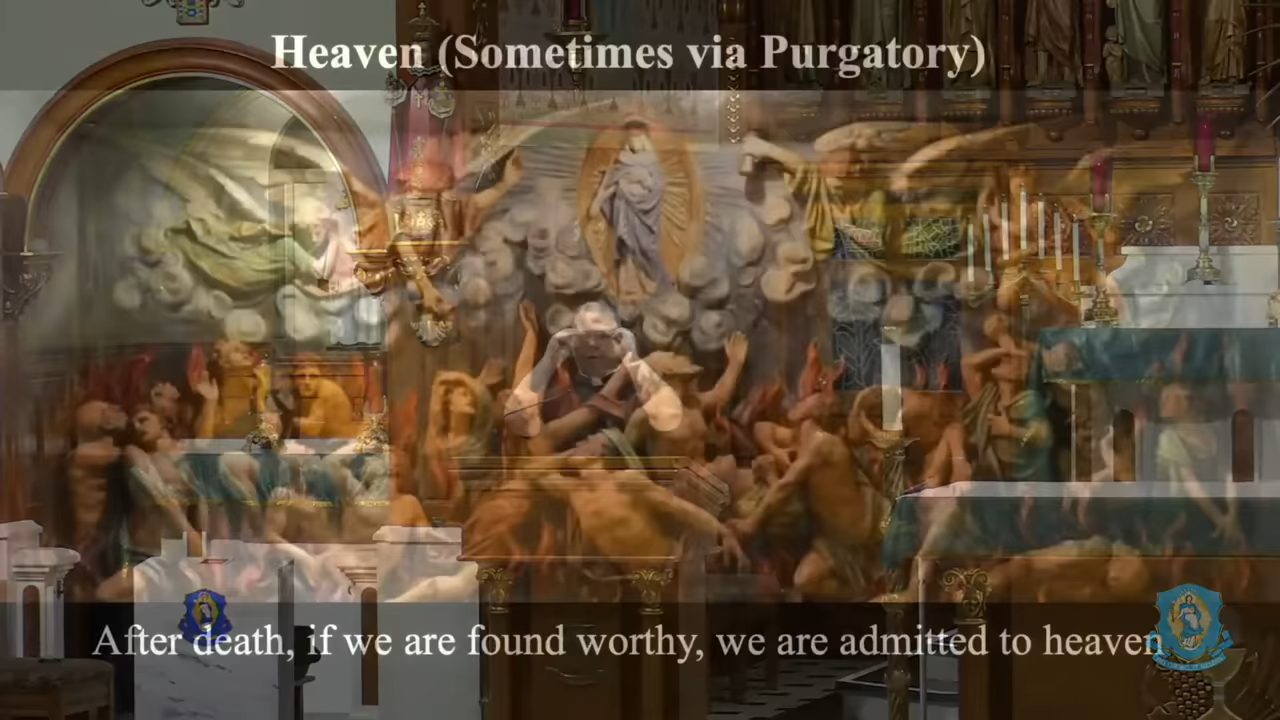 Heaven (Sometimes via Purgatory)
After death, if we are found worthy, we are admitted to heaven